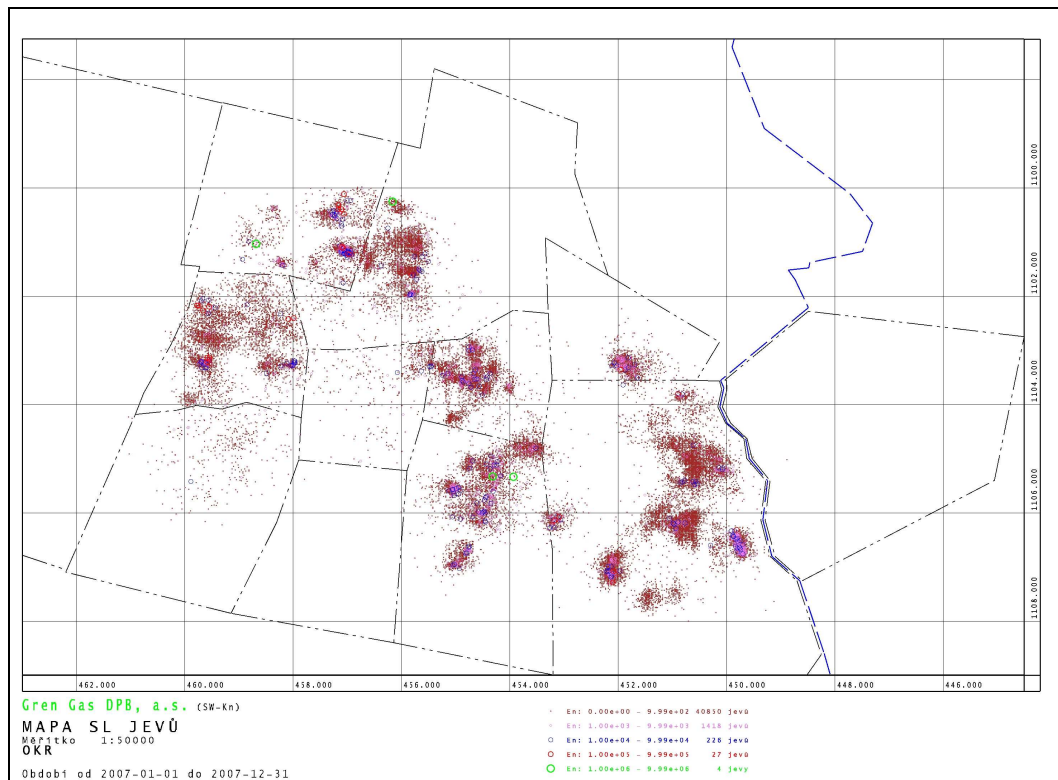 1100.000
1102.000
1104.000
1106.000
1108.000
462.000 460.000 458.000 456.000 454.000 452.000 450.000 448.000 446.000
Gren Gas DPB, a.s. (SW-Kn)
MAPA SL JEVŮ
Měřítko 1:50000
OKR
Období od 2007-01-01 do 2007-12-31
En: 0.00e+00 - 9.99e+02 40850 jevů
En: 1.00e+03 - 9.99e+03 1418 jevů
En: 1.00e+04 - 9.99e+04 226 jevů
En: 1.00e+05 - 9.99e+05 27 jevů
En: 1.00e+06 - 9.99e+06 4 jevy